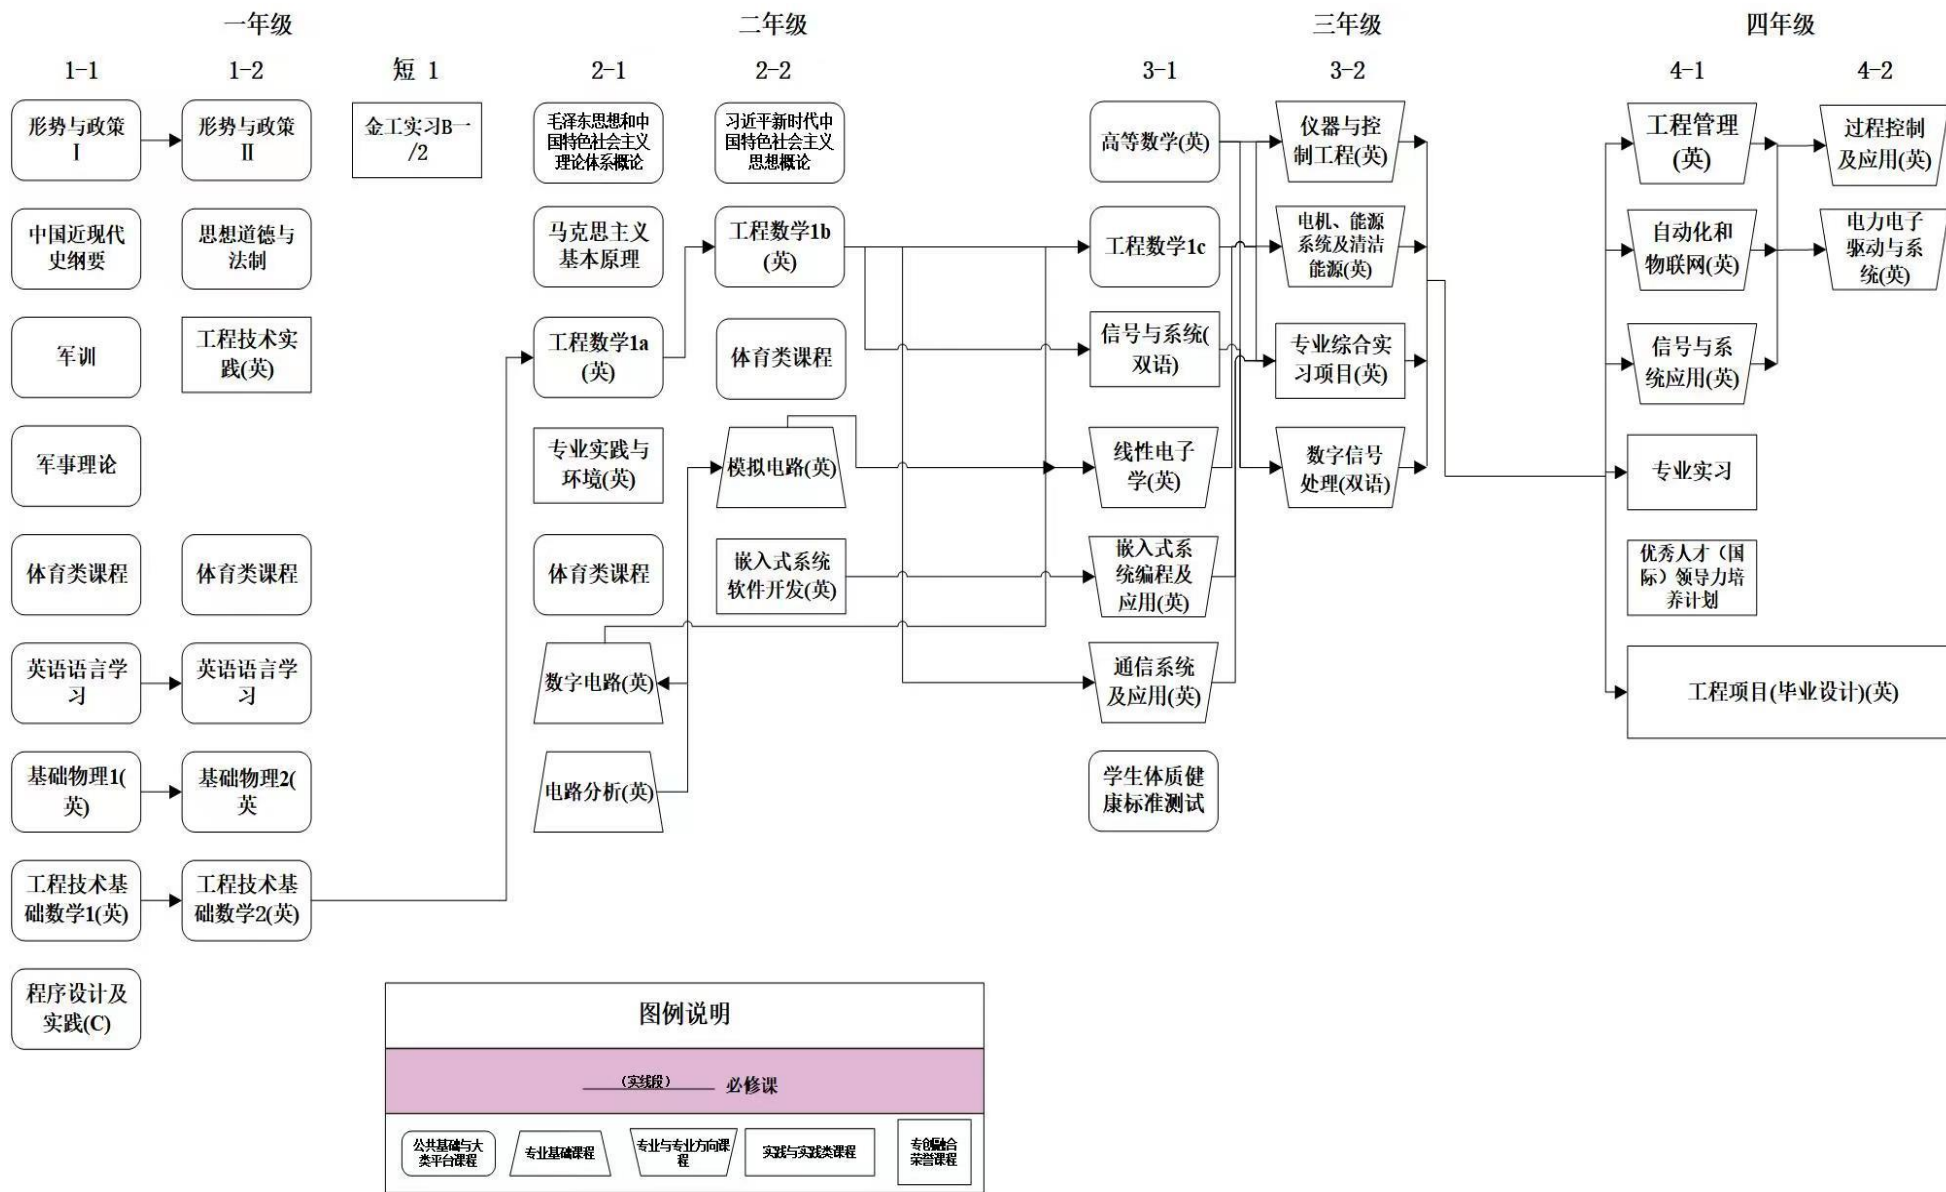 一年级
二年级
三年级
四年级
1-1
1-2
短 1
2-1
2-2
3-1
3-2
4-1
4-2
形势与政策
I
形势与政策
II
金工实习B一
/2
毛泽东思想和中
国特色社会主义
理论体系概论
习近平新时代中
国特色社会主义
思想概论
高等数学(英)
仪器与控
制工程(英)
工程管理
(英)
过程控制
及应用(英)
中国近现代
史纲要
思想道德与
法制
马克思主义
基本原理
工程数学1b
(英)
工程数学1c
电机、能源
系统及清洁
能源(英)
自动化和
物联网(英)
电力电子
驱动与系
统(英)
军训
工程技术实
践(英)
工程数学1a
(英)
体育类课程
信号与系统(
双语)
专业综合实
习项目(英)
信号与系
统应用(英)
军事理论
专业实践与
环境(英)
模拟电路(英)
线性电子
学(英)
数字信号
处理(双语)
专业实习
体育类课程
体育类课程
体育类课程
嵌入式系统
软件开发(英)
嵌入式系
统编程及
应用(英)
优秀人才（国
际）领导力培
养计划
英语语言学
习
英语语言学
习
数字电路(英)
通信系统
及应用(英)
工程项目(毕业设计)(英)
基础物理1(
英)
基础物理2(
英
电路分析(英)
学生体质健
康标准测试
工程技术基
础数学1(英)
工程技术基
础数学2(英)
程序设计及
实践(C)
图例说明
(实线段) 必修课
公共基础与大
类平台课程
专业基础课程
专业与专业方向课
程
实践与实践类课程
专创融合
荣誉课程